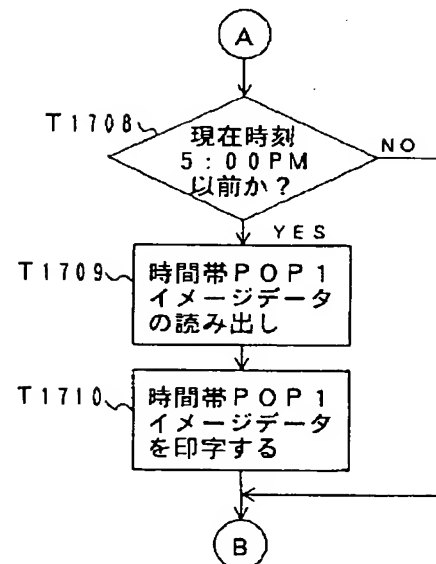 A
T1708
現在時刻
5:00PM
以前か?
NO
YES
T1709
時間帯POP1
イメージデータ
の読み出し
T1710
時間帯POP1
イメージデータ
を印字する
B